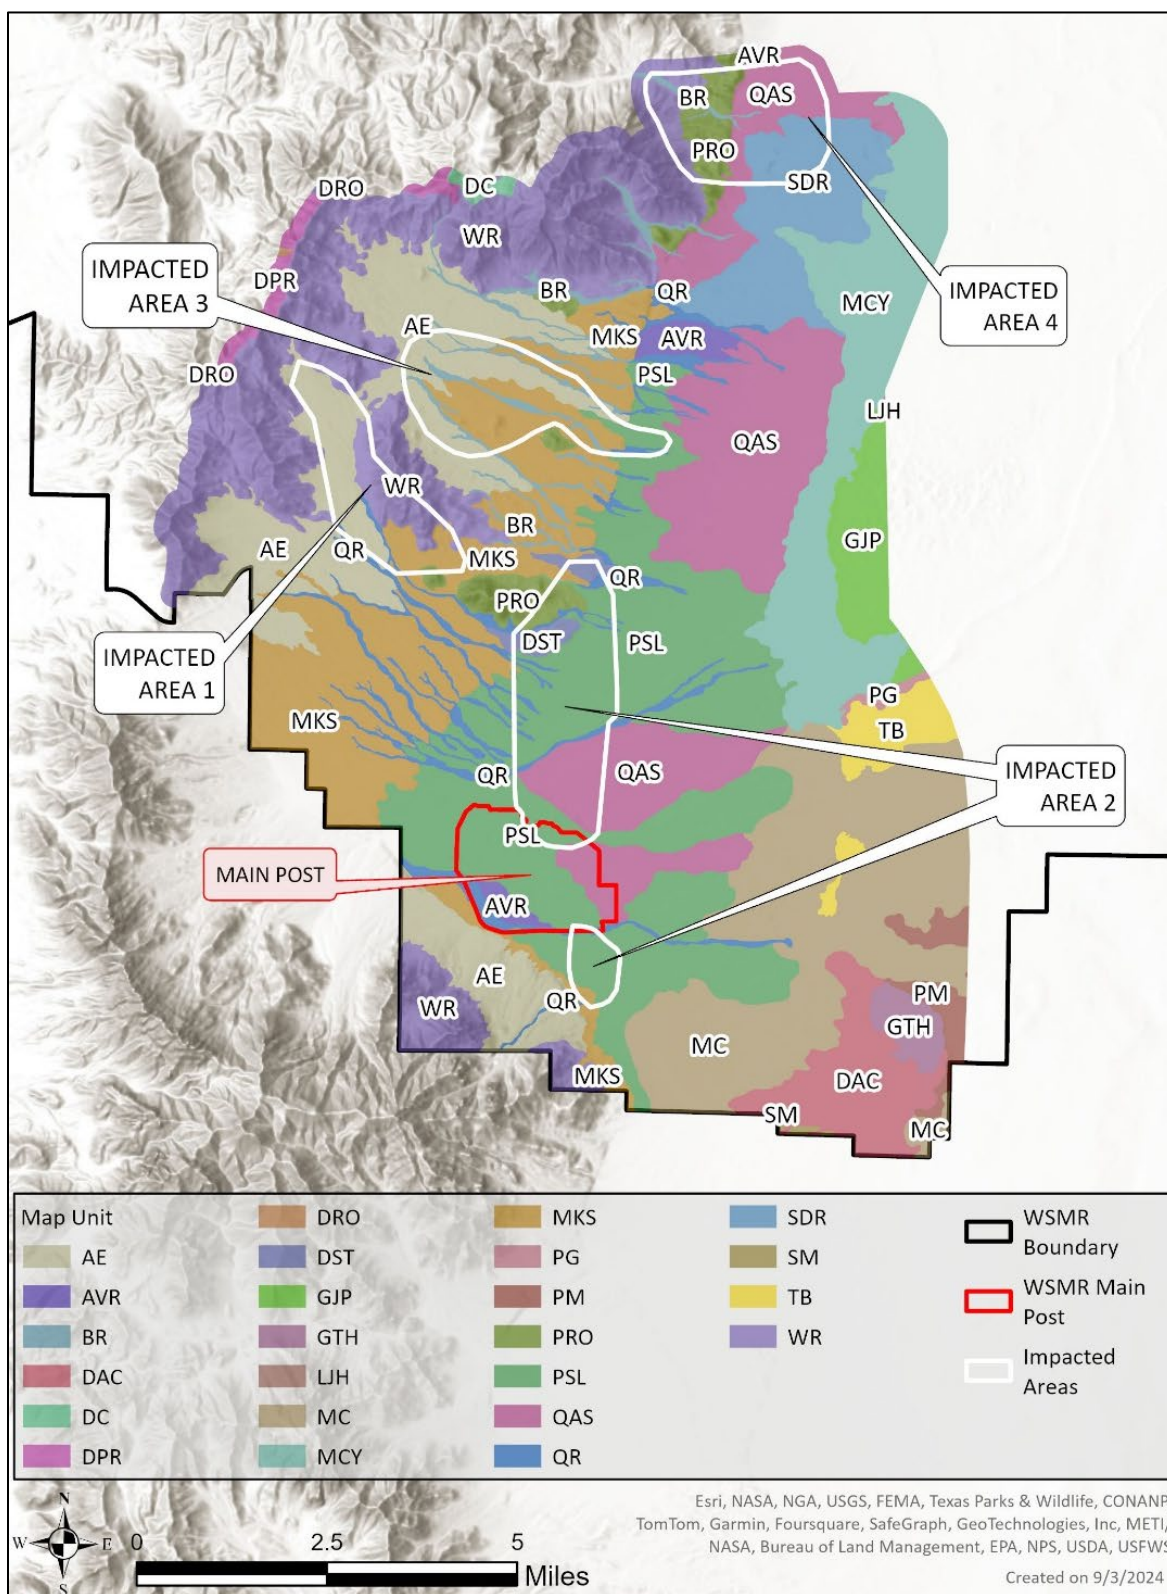 AVR
BR
QAS
PRO
SDR
DRO
DC
WR
IMPACTED
AREA 3
DPR
BR
QR
MCY
IMPACTED
AREA 4
AE
MKS
AVR
DRO
PSL
LJH
QAS
WR
BR
GJP
AE
QR
MKS
QR
PRO
DST
PSL
IMPACTED
AREA 1
PG
MKS
TB
QR
QAS
IMPACTED
AREA 2
PSL
MAIN POST
AVR
AE
QR
WR
PM
GTH
MC
MKS
DAC
SM
MC
Map Unit
AE
AVR
BR
DAC
DC
DPR
DRO
DST
GJP
GTH
LJH
MC
MCY
MKS
PG
PM
PRO
PSL
QAS
QR
SDR
SM
TB
WR
WSMR
Boundary
WSMR Main
Post
Impacted
Areas
N
W
E
S
0
2.5
5
Miles
Esri, NASA, NGA, USGS, FEMA, Texas Parks & Wildlife, CONANP,
TomTom, Garmin, Foursquare, SafeGraph, GeoTechnologies, Inc, METI/
NASA, Bureau of Land Management, EPA, NPS, USDA, USFWS
Created on 9/3/2024